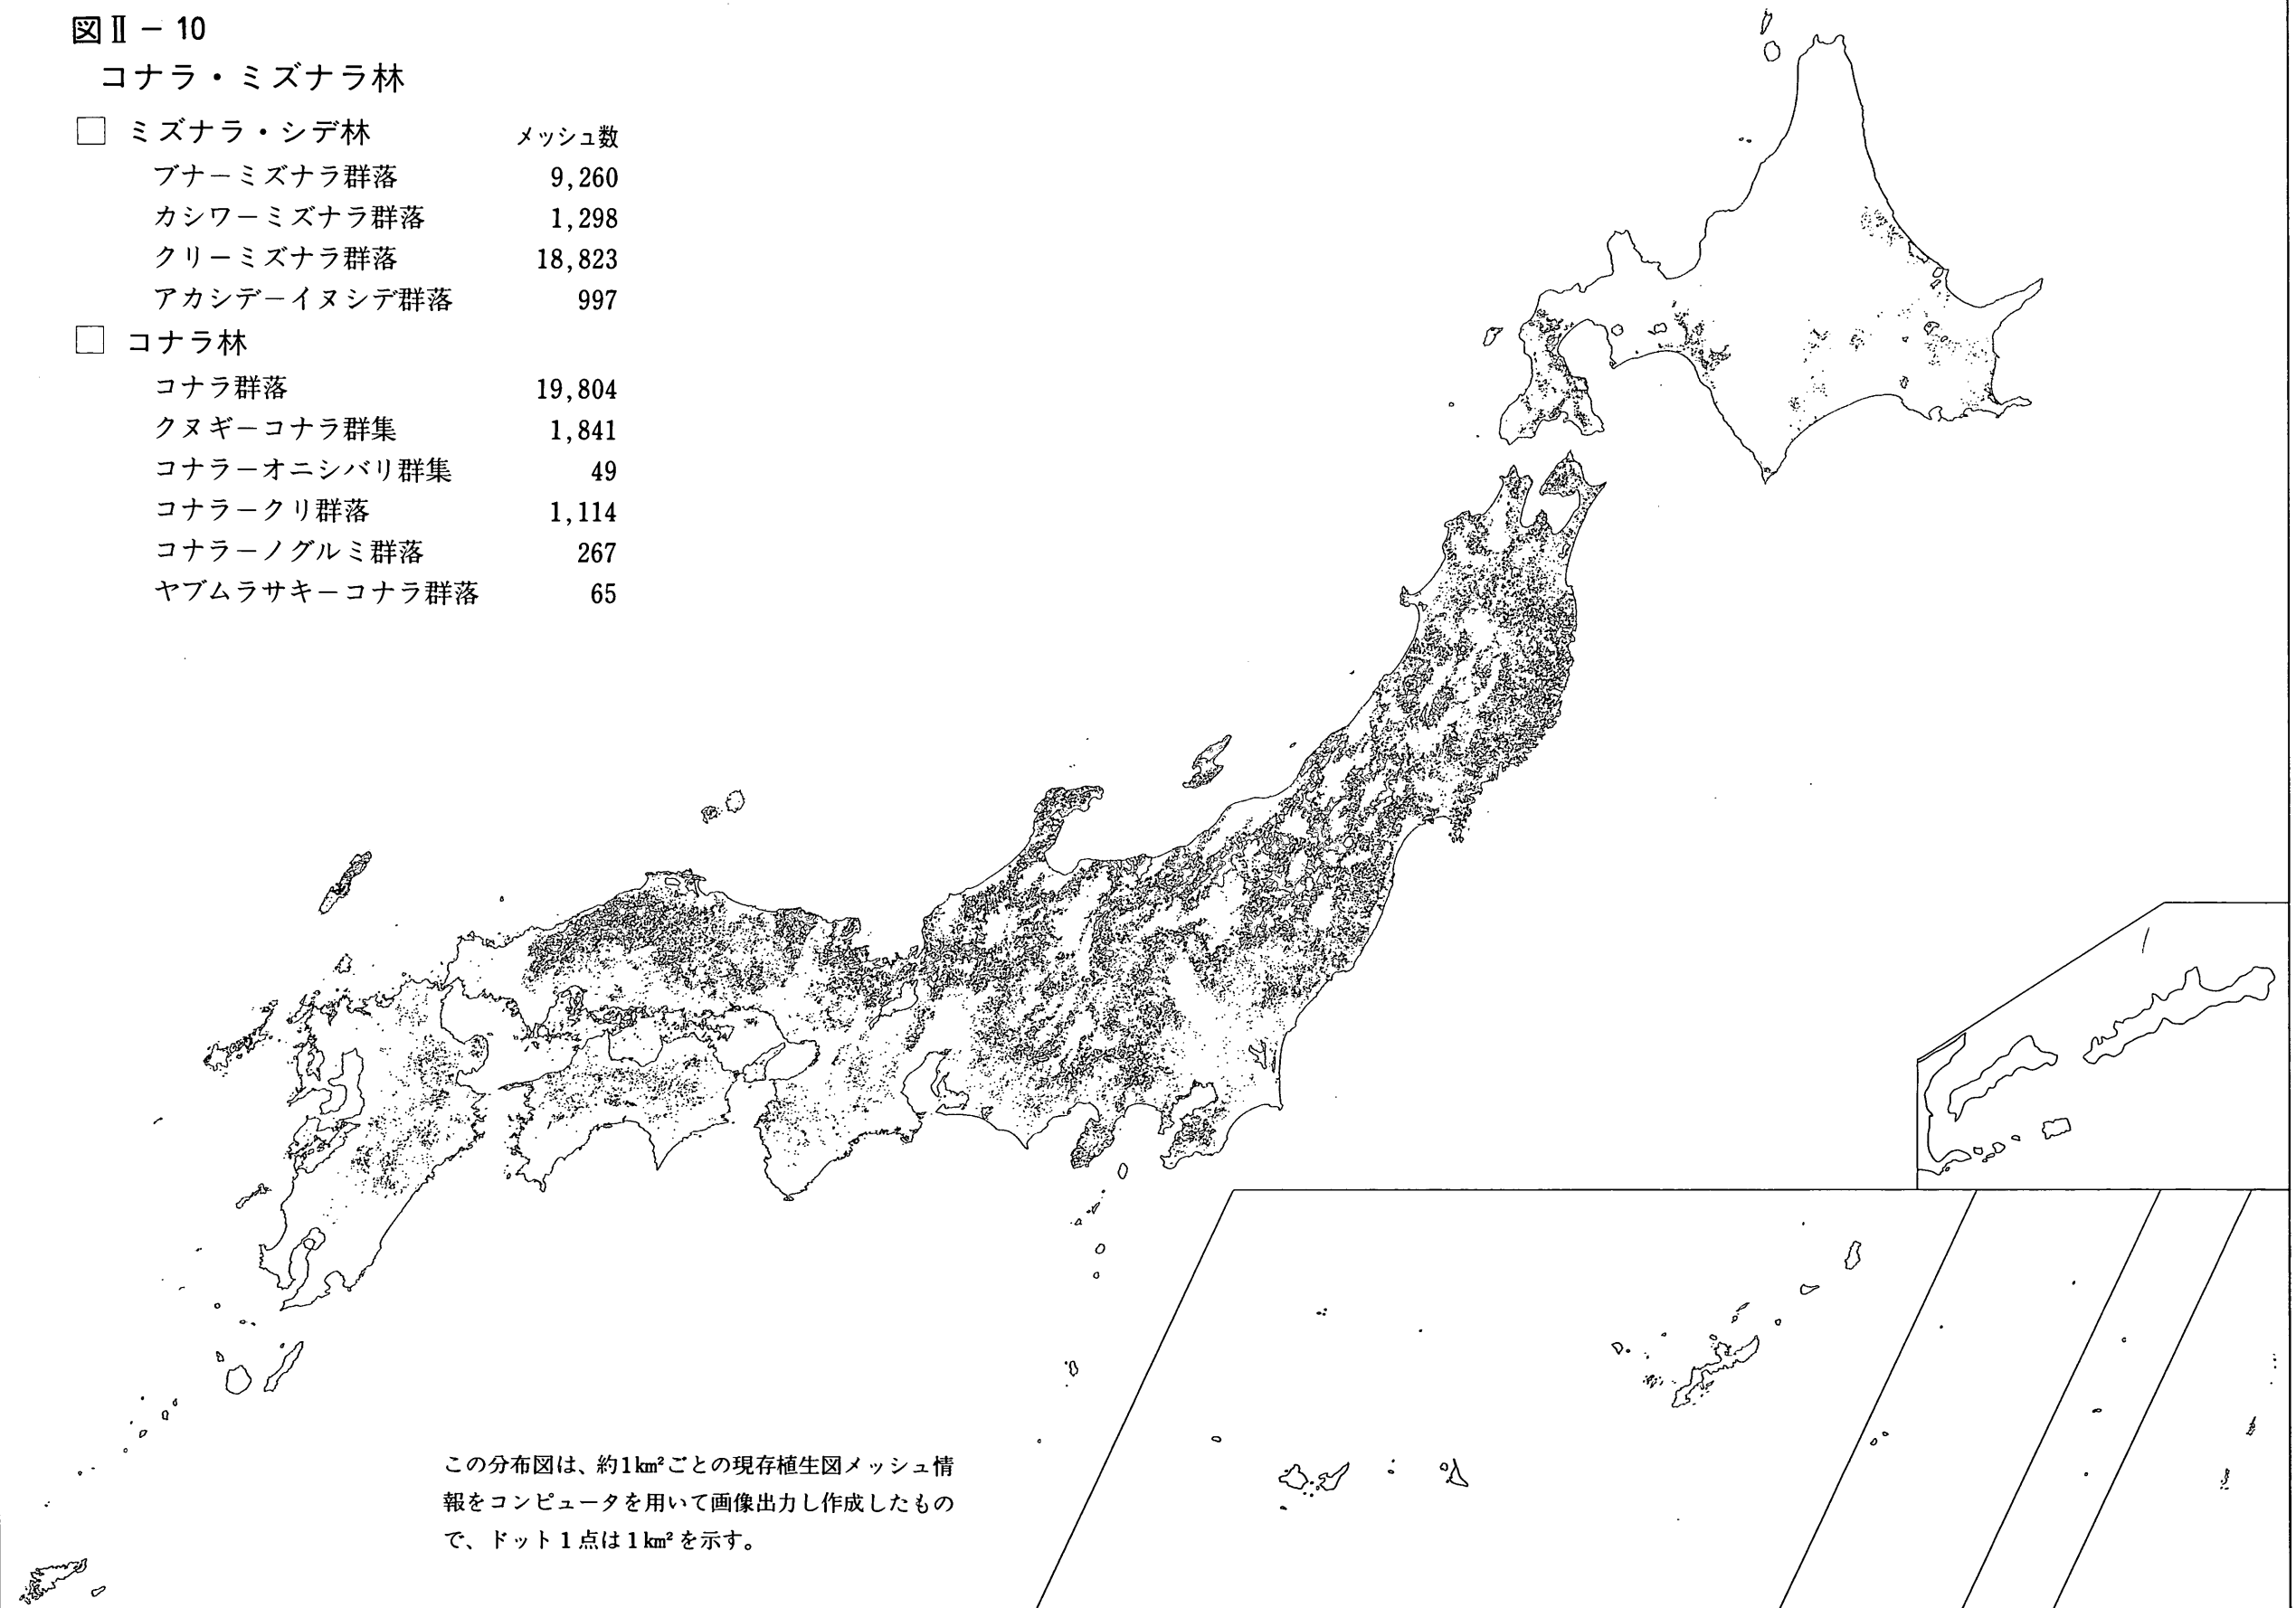 図Ⅱ－10
コナラ・ミズナラ林
□ ミズナラ・シデ林 メッシュ数
ブナーミズナラ群落 9,260
カシワーミズナラ群落 1,298
クリーミズナラ群落 18,823
アカシデーイヌシデ群落 997
□ コナラ林
コナラ群落 19,804
クヌギーコナラ群集 1,841
コナラーオニシバリ群集 49
コナラークリ群落 1,114
コナラーノグルミ群落 267
ヤブムラサキーコナラ群落 65
この分布図は、約1km²ごとの現存植生図メッシュ情
報をコンピュータを用いて画像出力し作成したもの
で、ドット1点は1km²を示す。